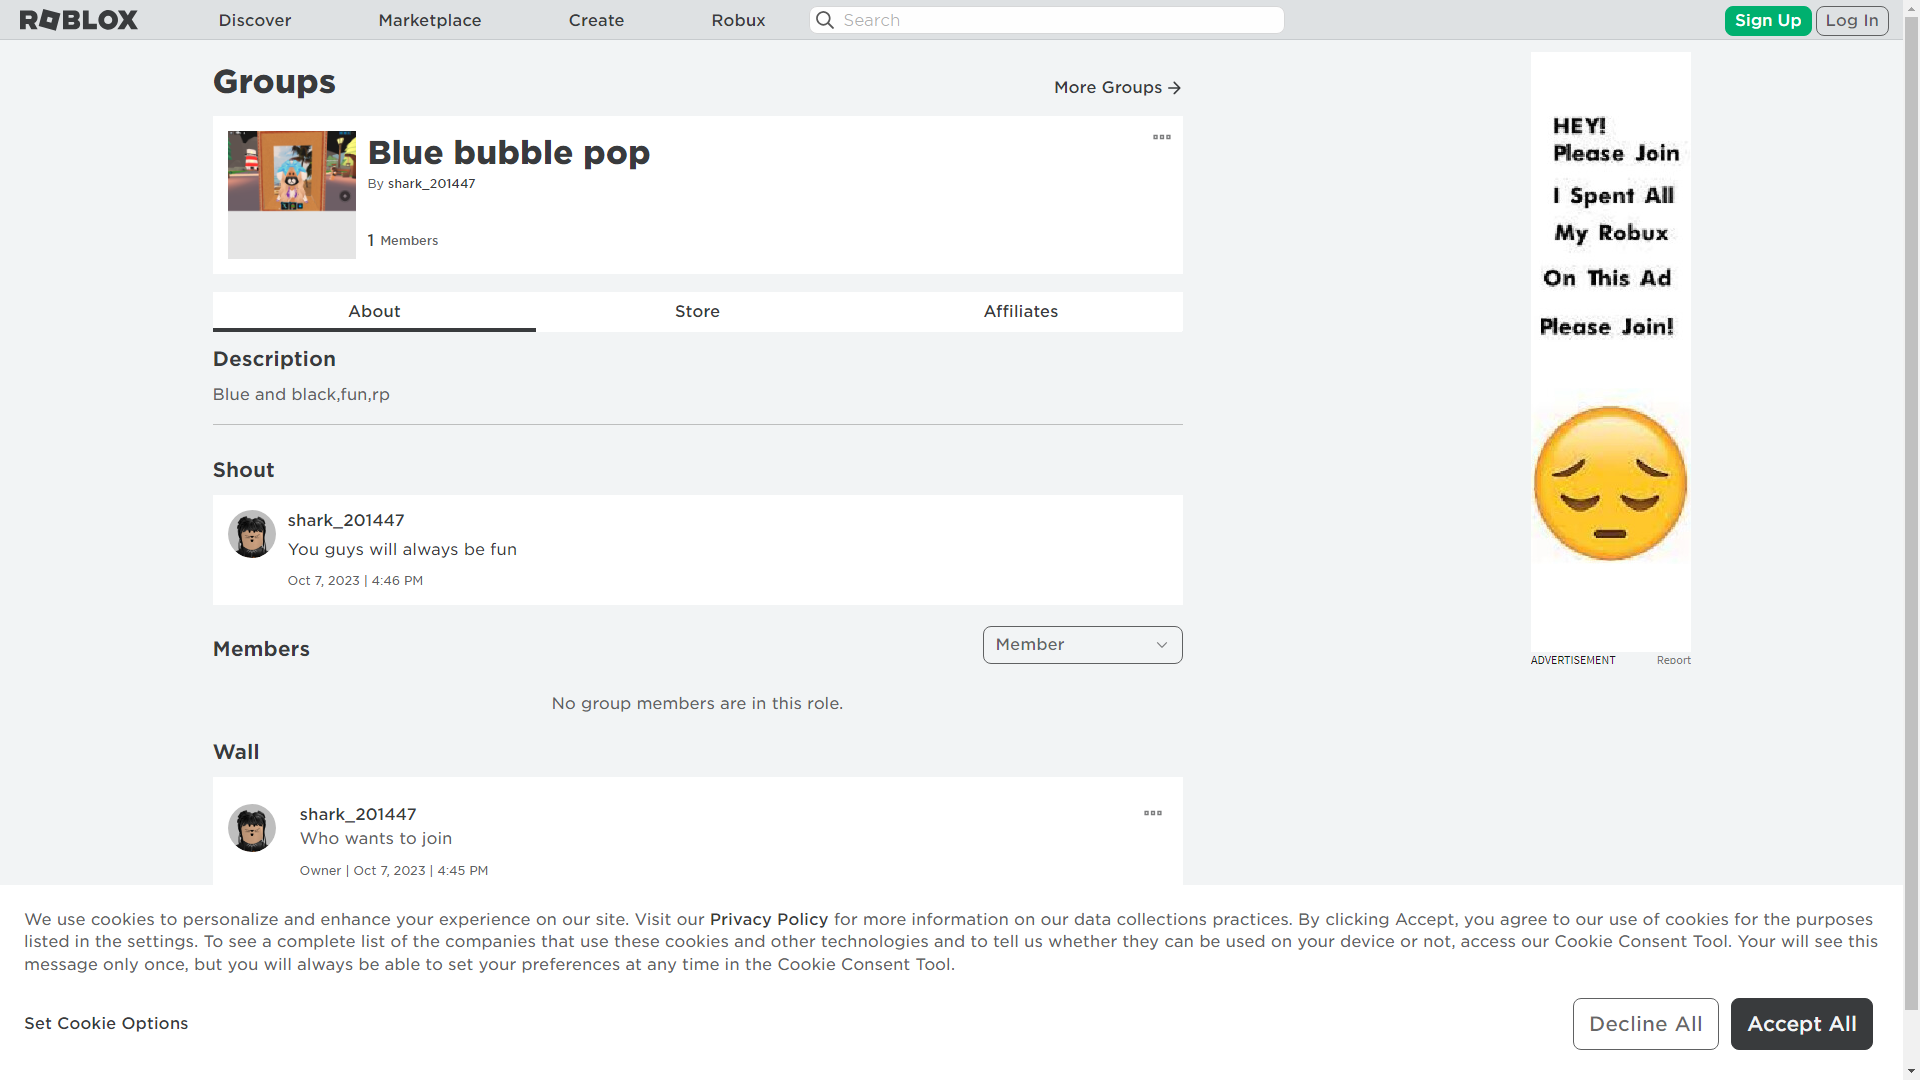 ROBLOX
Discover
Marketplace
Create
Robux
Search
Sign Up
Log In
Groups
More Groups
Blue bubble pop
By shark_201447
1 Members
About
Store
Affiliates
Description
Blue and black,fun,rp
Shout
shark_201447
You guys will always be fun
Oct 7, 2023 | 4:46 PM
Members
Member
No group members are in this role.
Wall
shark_201447
Who wants to join
Owner | Oct 7, 2023 | 4:45 PM
HEY!
Please Join
I Spent All
My Robux
On This Ad
Please Join!
ADVERTISEMENT
Report
We use cookies to personalize and enhance your experience on our site. Visit our Privacy Policy for more information on our data collections practices. By clicking Accept, you agree to our use of cookies for the purposes
listed in the settings. To see a complete list of the companies that use these cookies and other technologies and to tell us whether they can be used on your device or not, access our Cookie Consent Tool. Your will see this
message only once, but you will always be able to set your preferences at any time in the Cookie Consent Tool.
Set Cookie Options
Decline All
Accept All